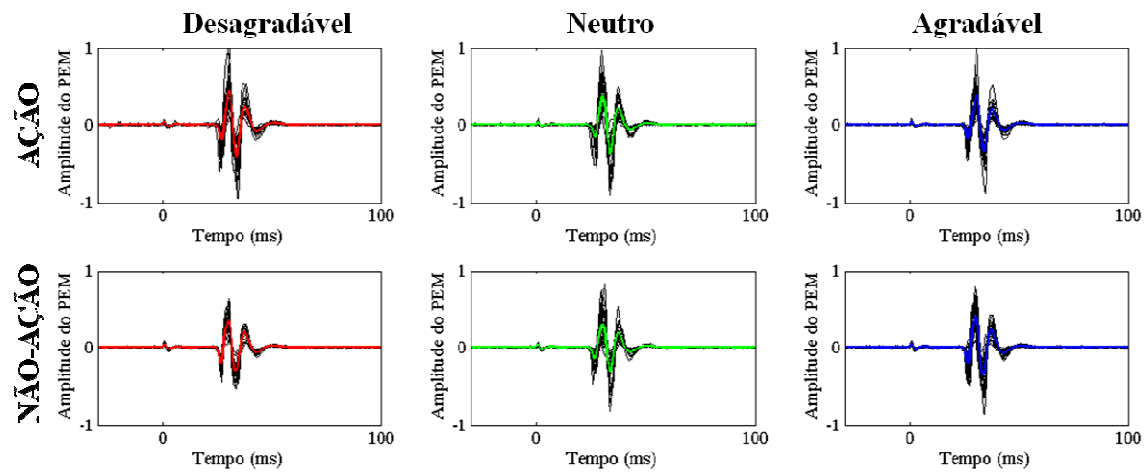 Desagradável Neutro Agradável
AÇÃO
Amplitude do PEM
1
0
-1
0 100
Tempo (ms)
Amplitude do PEM
1
0
-1
0 100
Tempo (ms)
Amplitude do PEM
1
0
-1
0 100
Tempo (ms)
NÃO-AÇÃO
Amplitude do PEM
1
0
-1
0 100
Tempo (ms)
Amplitude do PEM
1
0
-1
0 100
Tempo (ms)
Amplitude do PEM
1
0
-1
0 100
Tempo (ms)